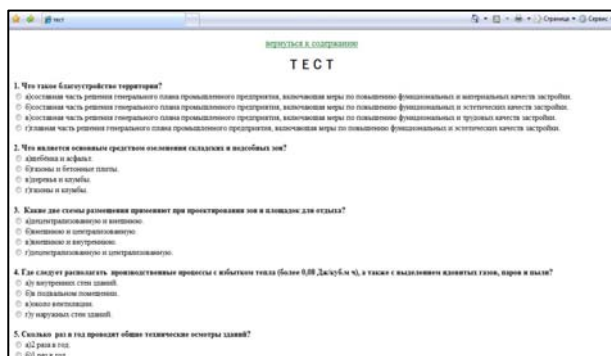 тест
Страница
Сервис
вернуться к содержанию
ТЕСТ
1. Что такое благоустройство территории?
а)составная часть решения генерального плана промышленного предприятия, включающая меры по повышению функциональных и материальных качеств застройки.
б)составная часть решения генерального плана промышленного предприятия, включающая меры по повышению функциональных и эстетических качеств застройки.
в)составная часть решения генерального плана промышленного предприятия, включающая меры по повышению функциональных и трудовых качеств застройки.
г)главная часть решения генерального плана промышленного предприятия, включающая меры по повышению функциональных и эстетических качеств застройки.
2. Что является основным средством озеленения складских и подсобных зон?
а)щебёнка и асфальт.
б)газоны и бетонные плиты.
в)деревья и клумбы.
г)газоны и клумбы.
3. Какие две схемы размещения применяют при проектировании зон и площадок для отдыха?
а)децентрализованную и внешнюю.
б)внешнюю и централизованную.
в)внешнюю и внутреннюю.
г)децентрализованную и централизованную.
4. Где следует располагать производственные процессы с избытком тепла (более 0,08 Дж/куб.м ч), а также с выделением ядовитых газов, паров и пыли?
а)у внутренних стен зданий.
б)в подвальном помещении.
в)около вентиляции.
г)у наружных стен зданий.
5. Сколько раз в год проводят общие технические осмотры зданий?
а)2 раза в год.